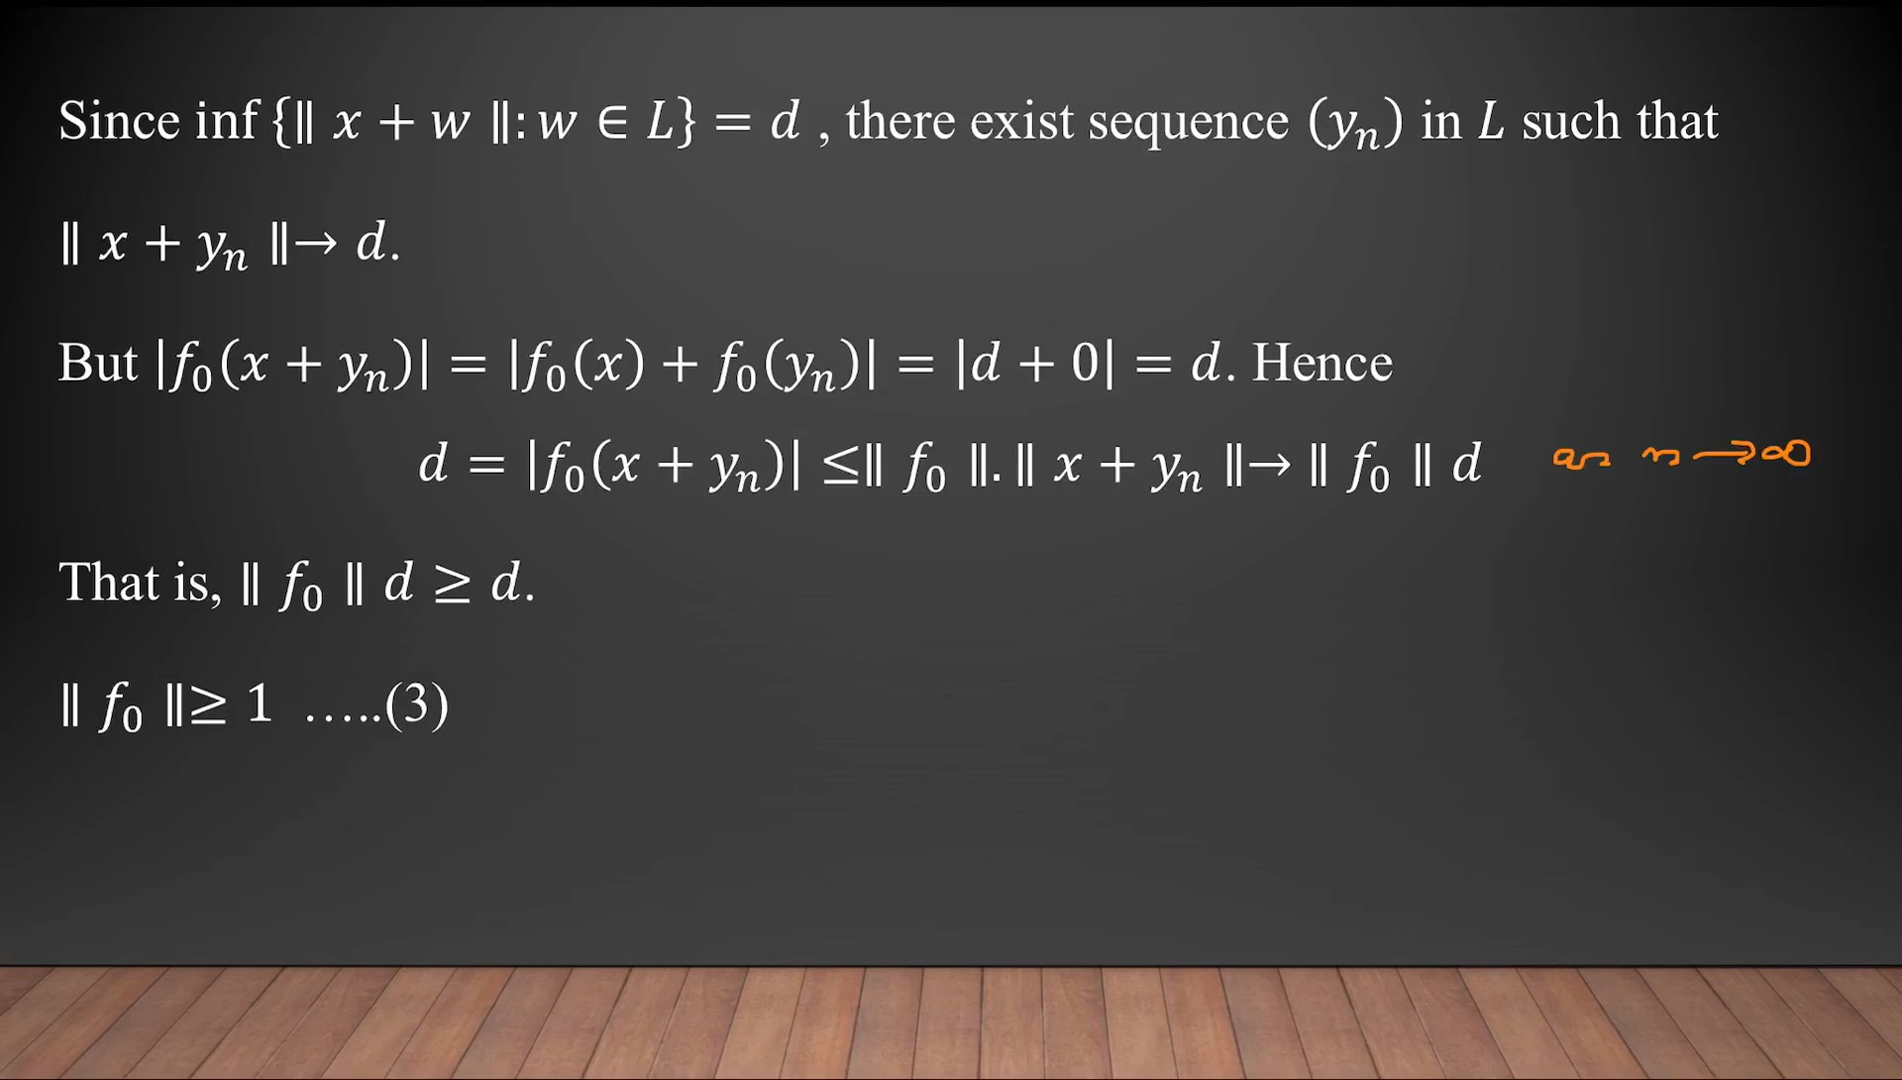 Since inf {‖ x + w ‖: w ∈ L} = d , there exist sequence (yₙ) in L such that
‖ x + yₙ ‖→ d.
But |f₀(x + yₙ)| = |f₀(x) + f₀(yₙ)| = |d + 0| = d. Hence
d = |f₀(x + yₙ)| ≤‖ f₀ ‖. ‖ x + yₙ ‖→ ‖ f₀ ‖ d as n → ∞
That is, ‖ f₀ ‖ d ≥ d.
‖ f₀ ‖≥ 1 …..(3)